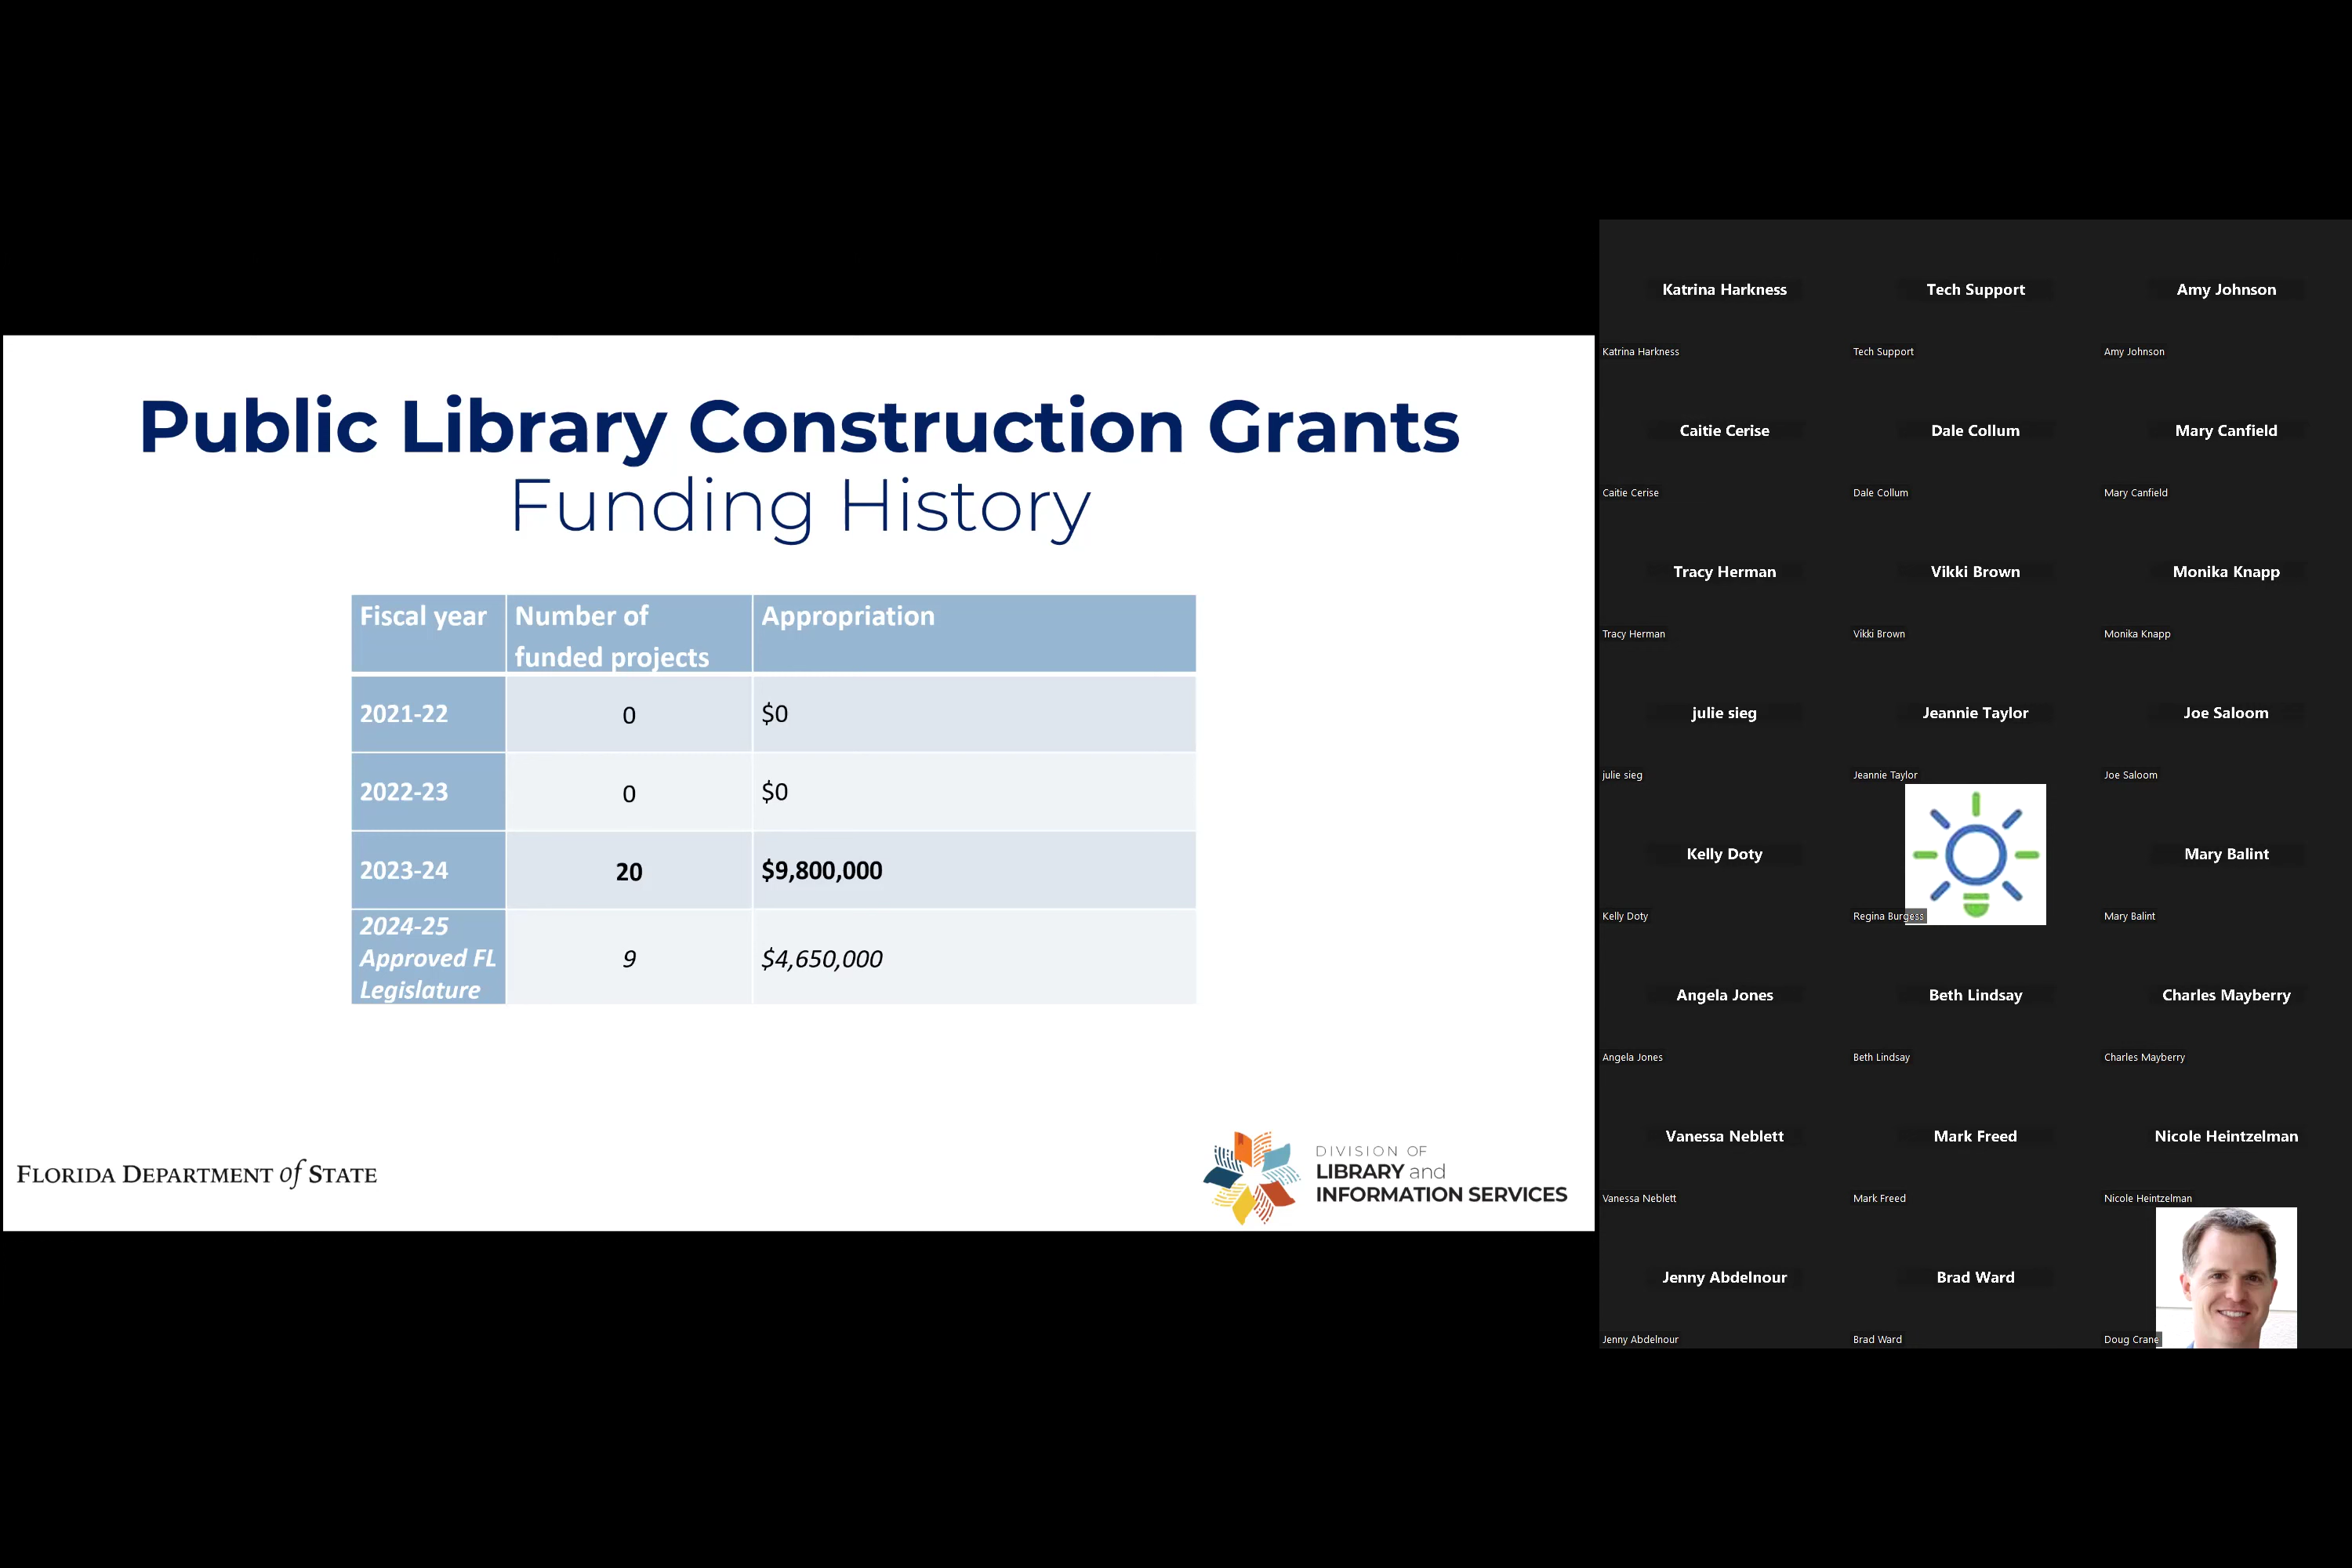 Public Library Construction Grants
Funding History
Fiscal year
Number of
funded projects
Appropriation
2021-22
0
$0
2022-23
0
$0
2023-24
20
$9,800,000
2024-25
Approved FL
Legislature
9
$4,650,000
FLORIDA DEPARTMENT of STATE
DIVISION OF
LIBRARY and
INFORMATION SERVICES
Katrina Harkness
Tech Support
Amy Johnson
Katrina Harkness
Tech Support
Amy Johnson
Caitie Cerise
Dale Collum
Mary Canfield
Caitie Cerise
Dale Collum
Mary Canfield
Tracy Herman
Vikki Brown
Monika Knapp
Tracy Herman
Vikki Brown
Monika Knapp
julie sieg
Jeannie Taylor
Joe Saloom
julie sieg
Jeannie Taylor
Joe Saloom
Kelly Doty
Mary Balint
Kelly Doty
Regina Burgess
Mary Balint
Angela Jones
Beth Lindsay
Charles Mayberry
Angela Jones
Beth Lindsay
Charles Mayberry
Vanessa Neblett
Mark Freed
Nicole Heintzelman
Vanessa Neblett
Mark Freed
Nicole Heintzelman
Jenny Abdelnour
Brad Ward
Jenny Abdelnour
Brad Ward
Doug Crane